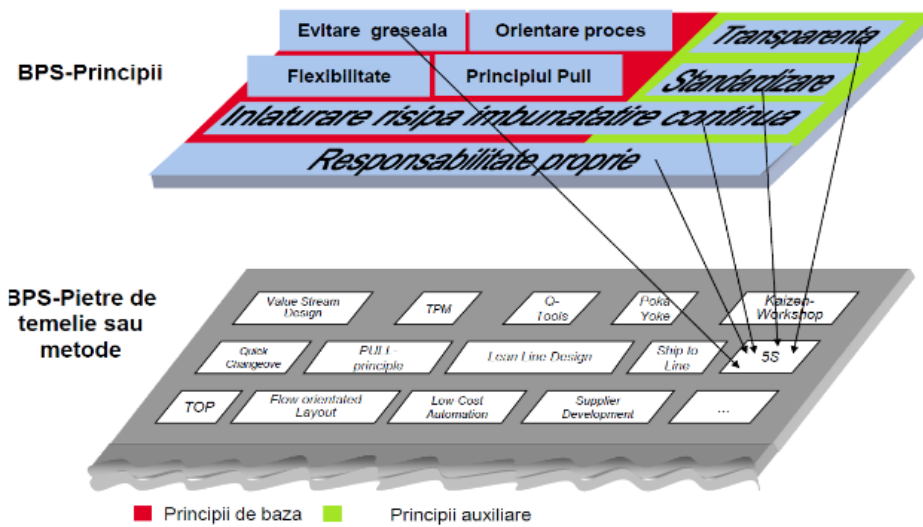 Evitare greseala
Orientare proces
Transparenta
BPS-Principii
Flexibilitate
Principiul Pull
Standardizare
Inlaturare risipa imbunatatire continua
Responsabilitate proprie
BPS-Pietre de
temelie sau
metode
Value Stream
Design
TPM
Q-
Tools
Poka
Yoke
Kaizen-
Workshop
Quick
Changeove
PULL-
principle
Lean Line Design
Ship to
Line
5S
TOP
Flow orientated
Layout
Low Cost
Automation
Supplier
Development
...
Principii de baza
Principii auxiliare